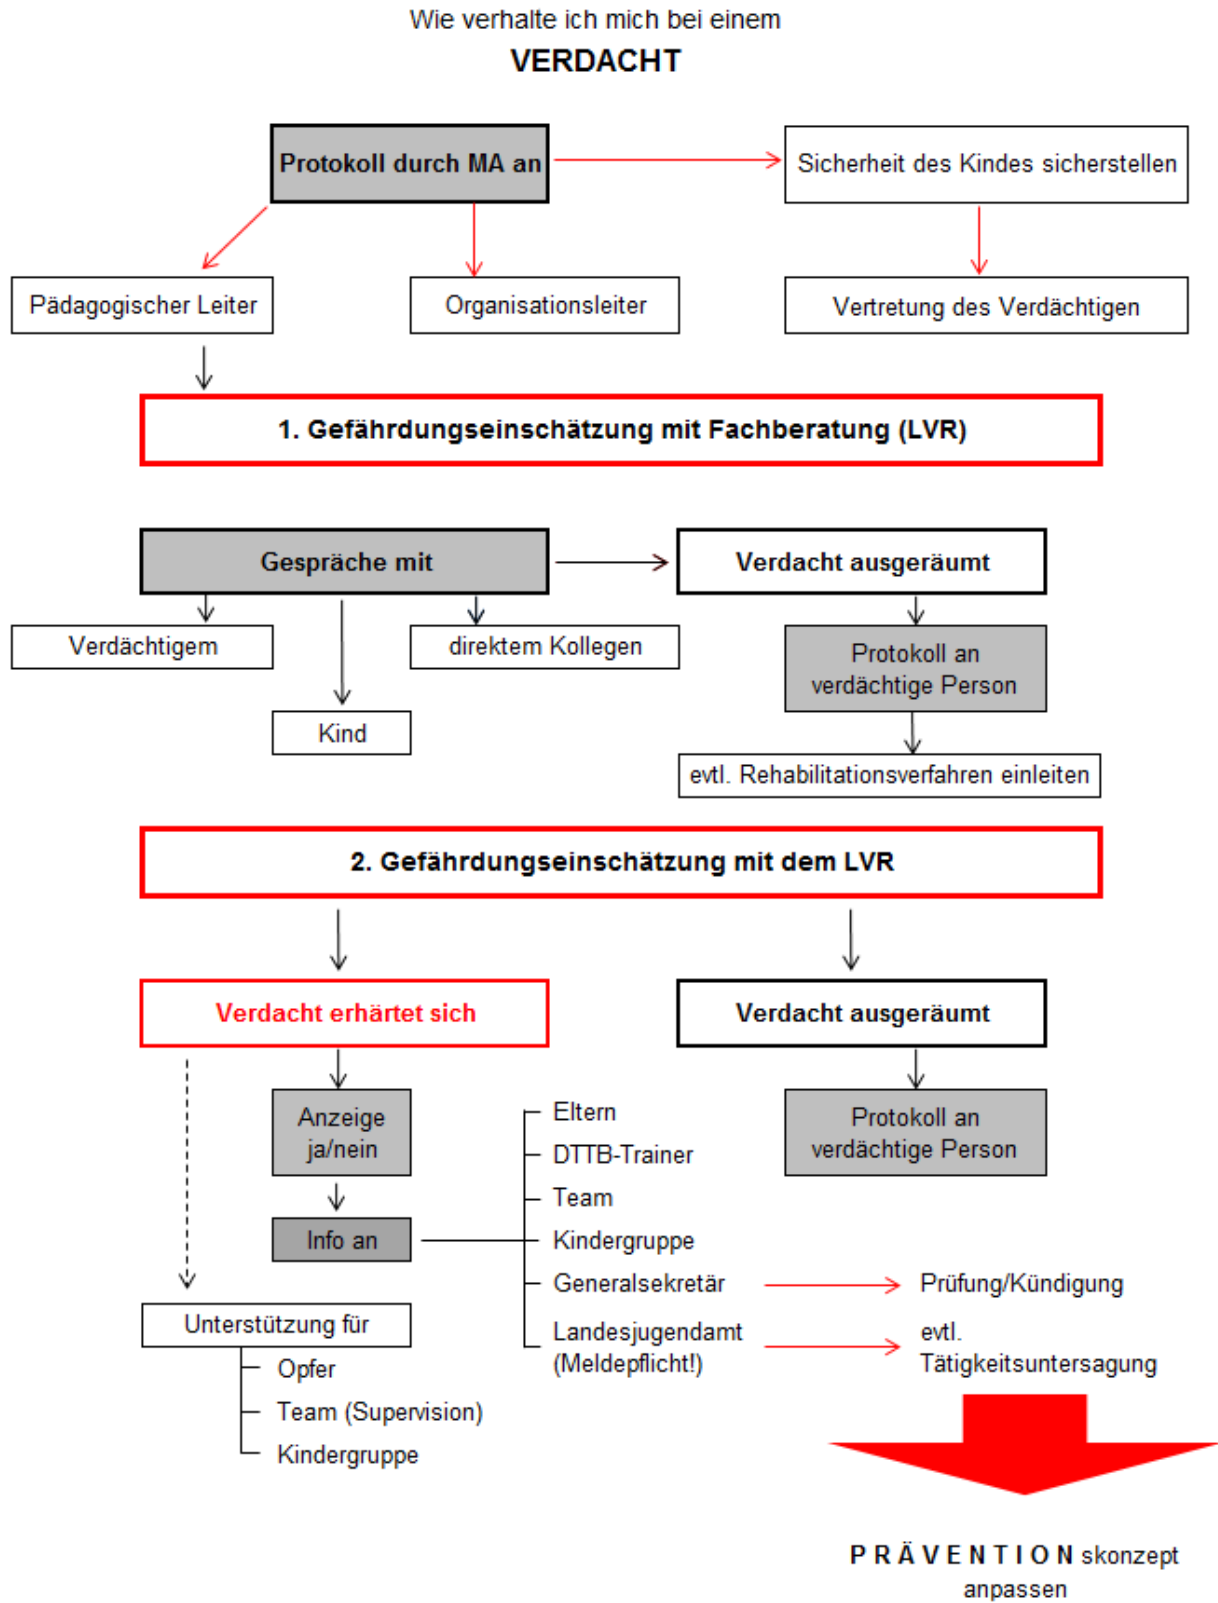 Wie verhalte ich mich bei einem
VERDACHT
Protokoll durch MA an
Sicherheit des Kindes sicherstellen
Pädagogischer Leiter
Organisationsleiter
Vertretung des Verdächtigen
1. Gefährdungseinschätzung mit Fachberatung (LVR)
Gespräche mit
Verdacht ausgeräumt
Verdächtigem
direktem Kollegen
Protokoll an
verdächtige Person
Kind
evtl. Rehabilitationsverfahren einleiten
2. Gefährdungseinschätzung mit dem LVR
Verdacht erhärtet sich
Verdacht ausgeräumt
Anzeige
ja/nein
Protokoll an
verdächtige Person
Info an
Eltern
DTTB-Trainer
Team
Kindergruppe
Generalsekretär
Prüfung/Kündigung
Landesjugendamt
(Meldepflicht!)
evtl.
Tätigkeitsuntersagung
Unterstützung für
Opfer
Team (Supervision)
Kindergruppe
P R Ä V E N T I O N skonzept
anpassen